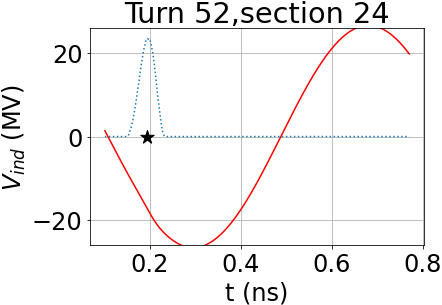 Turn 52,section 24
20
0
−20
V_ind (MV)
0.2 0.4 0.6 0.8
t (ns)